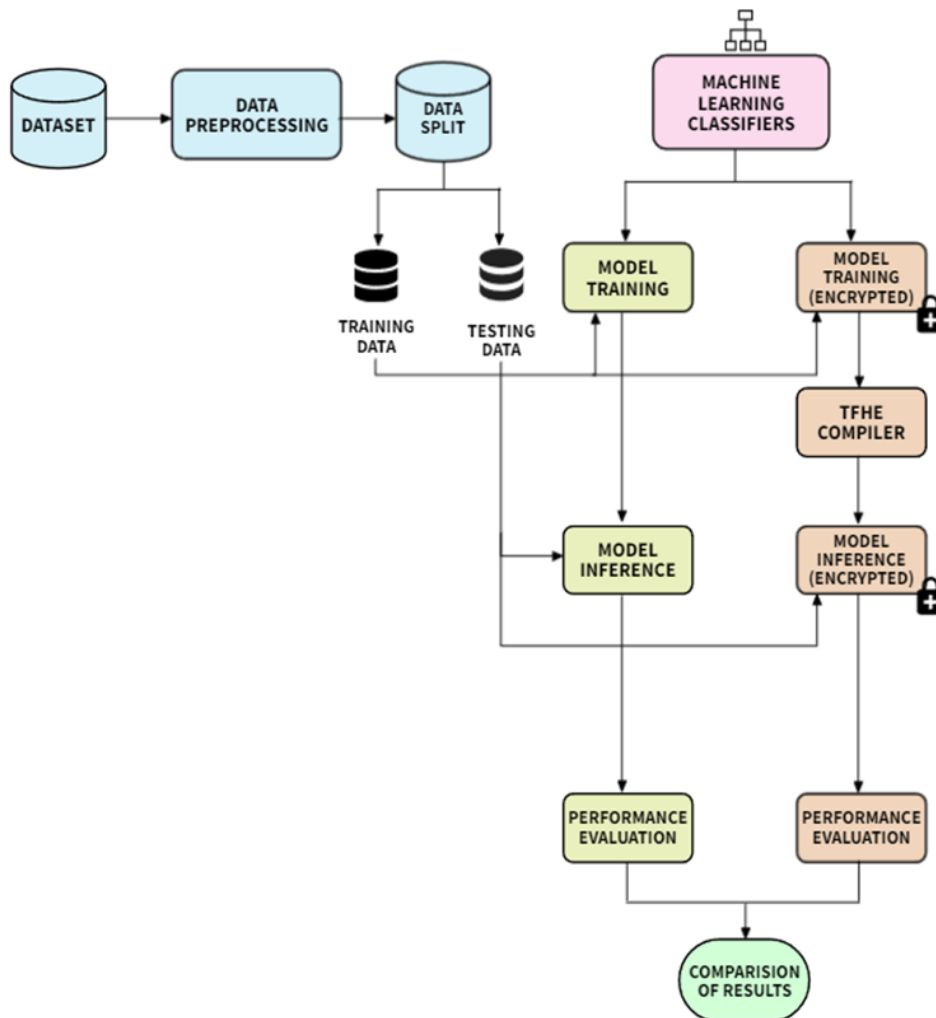 DATASET
DATA
PREPROCESSING
DATA
SPLIT
MACHINE
LEARNING
CLASSIFIERS
TRAINING
DATA
TESTING
DATA
MODEL
TRAINING
MODEL
TRAINING
(ENCRYPTED)
TFHE
COMPILER
MODEL
INFERENCE
MODEL
INFERENCE
(ENCRYPTED)
PERFORMANCE
EVALUATION
PERFORMANCE
EVALUATION
COMPARISION
OF RESULTS